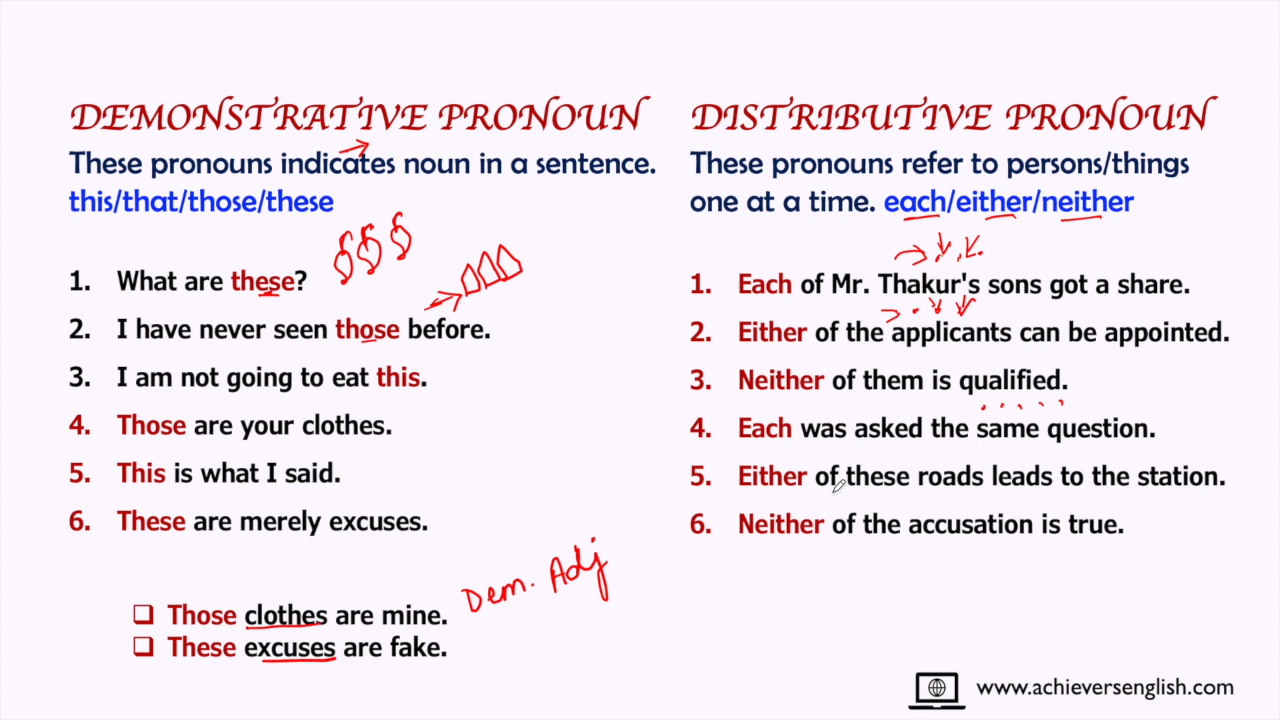 DEMONSTRATIVE PRONOUN
These pronouns indicates noun in a sentence.
this/that/those/these
1. What are these?
2. I have never seen those before.
3. I am not going to eat this.
4. Those are your clothes.
5. This is what I said.
6. These are merely excuses.
Dem. Adj
Those clothes are mine.
These excuses are fake.
DISTRIBUTIVE PRONOUN
These pronouns refer to persons/things
one at a time. each/either/neither
1. Each of Mr. Thakur's sons got a share.
2. Either of the applicants can be appointed.
3. Neither of them is qualified.
4. Each was asked the same question.
5. Either of these roads leads to the station.
6. Neither of the accusation is true.
www.achieversenglish.com